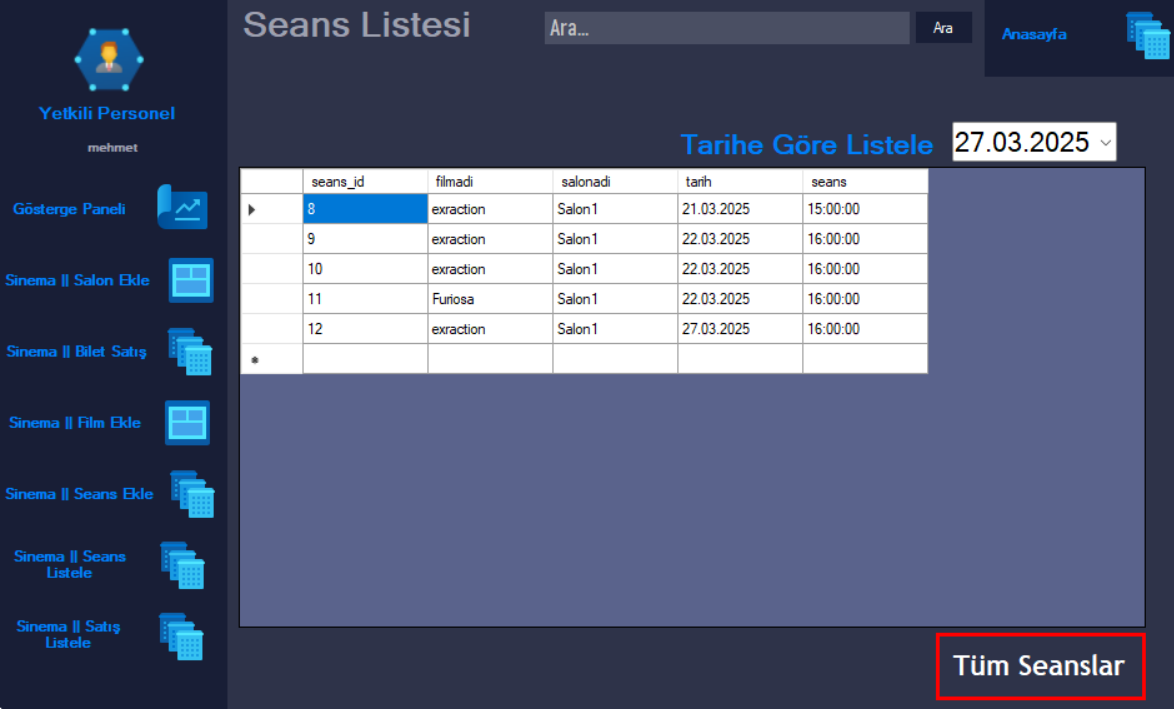 Seans Listesi
Ara...
Ara
Anasayfa
Yetkili Personel
mehmet
Gösterge Paneli
Sinema || Salon Ekle
Sinema || Bilet Satış
Sinema || Film Ekle
Sinema || Seans Ekle
Sinema || Seans
Listele
Sinema || Satış
Listele
Tarihe Göre Listele 27.03.2025
seans_id filmadi salonadi tarih seans
8 exraction Salon1 21.03.2025 15:00:00
9 exraction Salon1 22.03.2025 16:00:00
10 exraction Salon1 22.03.2025 16:00:00
11 Furiosa Salon1 22.03.2025 16:00:00
12 exraction Salon1 27.03.2025 16:00:00
Tüm Seanslar